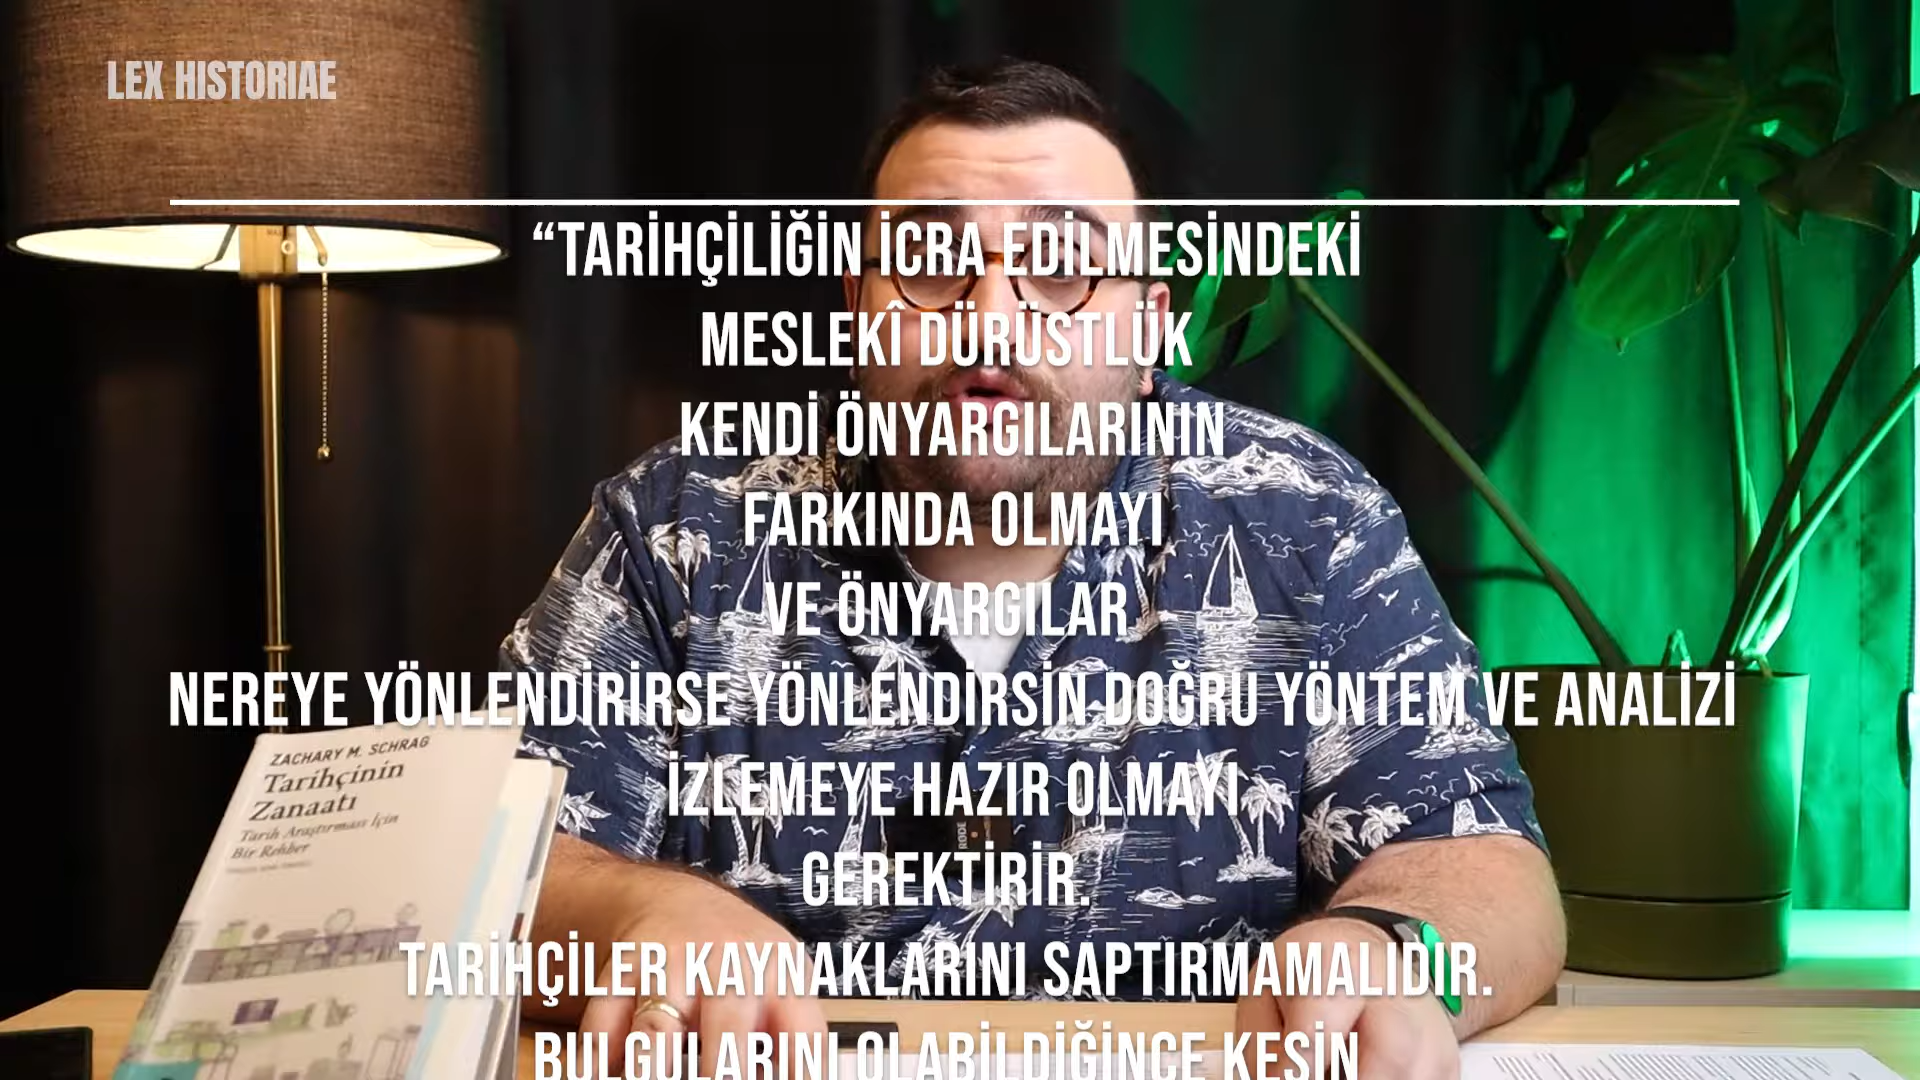 LEX HISTORIAE
“TARİHÇİLİĞİN İCRA EDİLMESİNDEKİ
MESLEKÎ DÜRÜSTLÜK
KENDİ ÖNYARGILARININ
FARKINDA OLMAYI
VE ÖNYARGILAR
NEREYE YÖNLENDİRİRSE YÖNLENDİRSİN DOĞRU YÖNTEM VE ANALİZİ
İZLEMEYE HAZIR OLMAYI
GEREKTİRİR.
TARİHÇİLER KAYNAKLARINI SAPTIRMAMALIDIR.
BULGULARINI OLABİLDİĞİNCE KESİN
ZACHARY M. SCHRAG
Tarihçinin
Zanaatı
Tarih Araştırması İçin
Bir Rehber
RODE